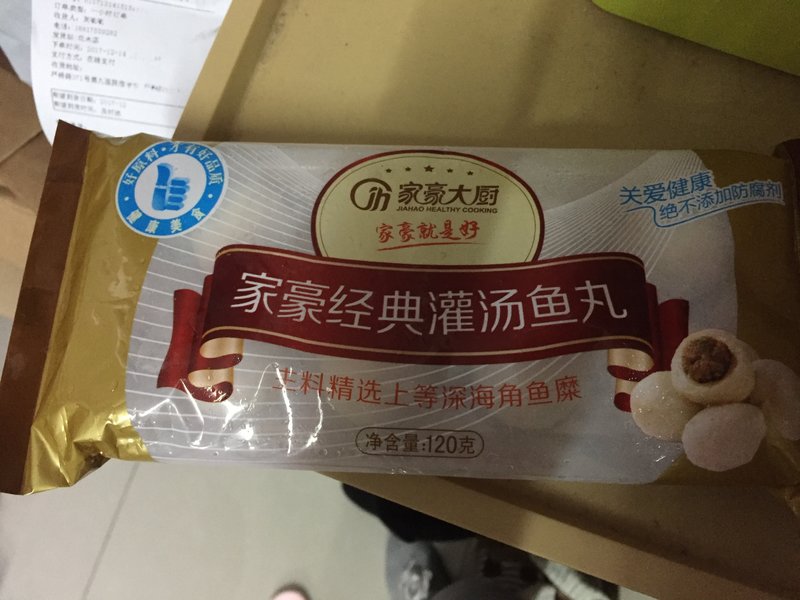 好原料·才有好品质·
健康美食
jh 家豪大厨
JIAHAO HEALTHY COOKING
家豪就是好
关爱健康
绝不添加防腐剂
家豪经典灌汤鱼丸
主料精选上等深海角鱼糜
净含量:120克